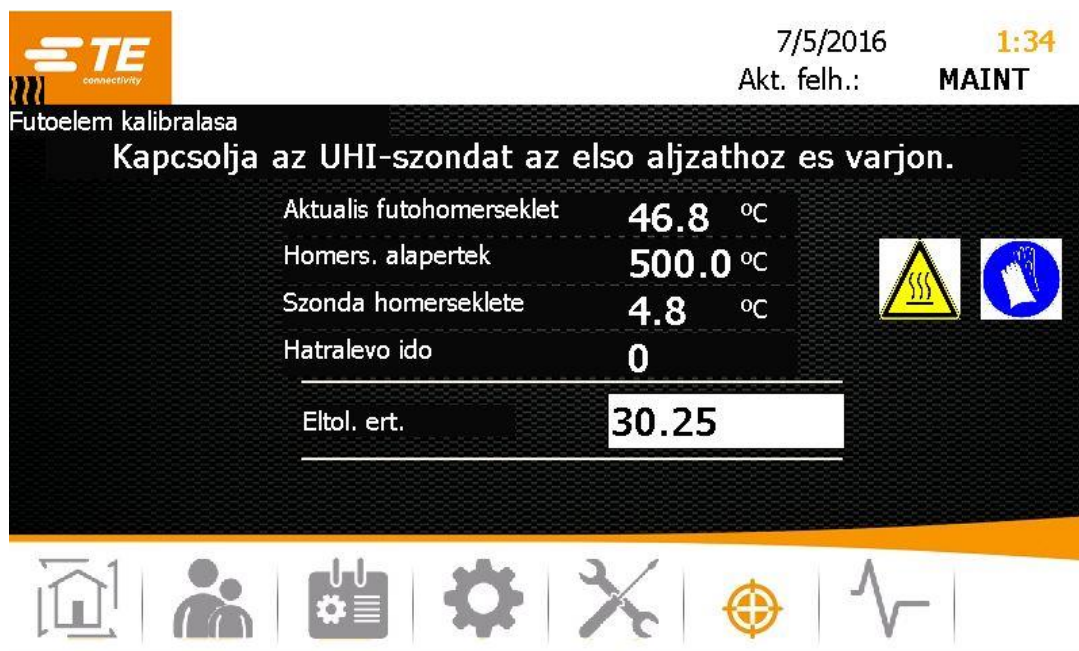 TE
connectivity
7/5/2016 1:34
Akt. felh.: MAINT
Futoelem kalibralasa
Kapcsolja az UHI-szondat az elso aljzathoz es varjon.
Aktualis futohomerseklet 46.8 ºC
Homers. alapertek 500.0 ºC
Szonda homerseklete 4.8 ºC
Hatralevo ido 0
Eltol. ert. 30.25